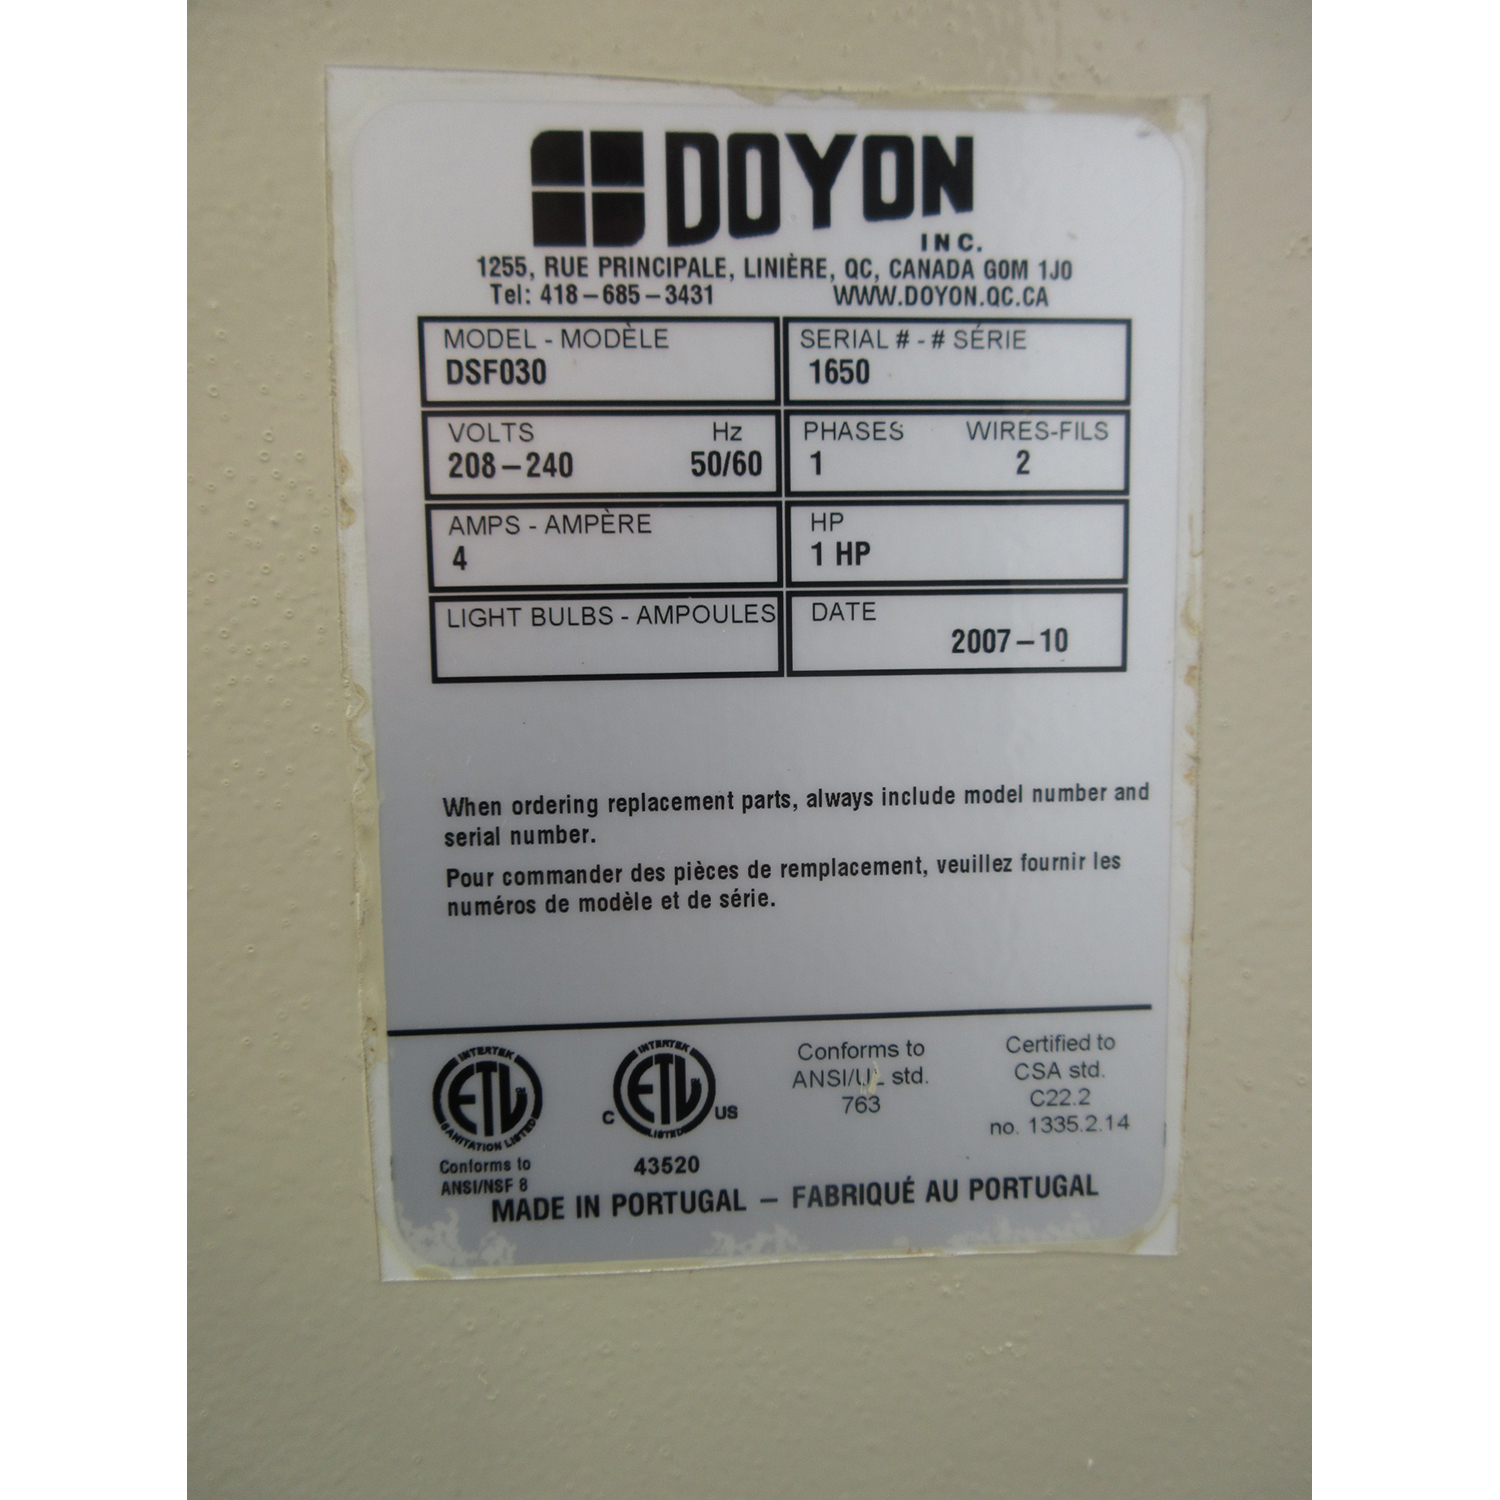 DOYON
INC.
1255, RUE PRINCIPALE, LINIÈRE, QC, CANADA G0M 1J0
Tel: 418-685-3431 WWW.DOYON.QC.CA
MODEL - MODÈLE SERIAL # - # SÉRIE
DSF030 1650
VOLTS Hz PHASES WIRES-FILS
208-240 50/60 1 2
AMPS - AMPÈRE HP
4 1 HP
LIGHT BULBS - AMPOULES DATE
2007-10
When ordering replacement parts, always include model number and
serial number.
Pour commander des pièces de remplacement, veuillez fournir les
numéros de modèle et de série.
INTERTEK
ETL
SANITATION LISTED
Conforms to
ANSI/NSF 8
INTERTEK
C ETL US
LISTED
43520
Conforms to
ANSI/UL std.
763
Certified to
CSA std.
C22.2
no. 1335.2.14
MADE IN PORTUGAL – FABRIQUÉ AU PORTUGAL